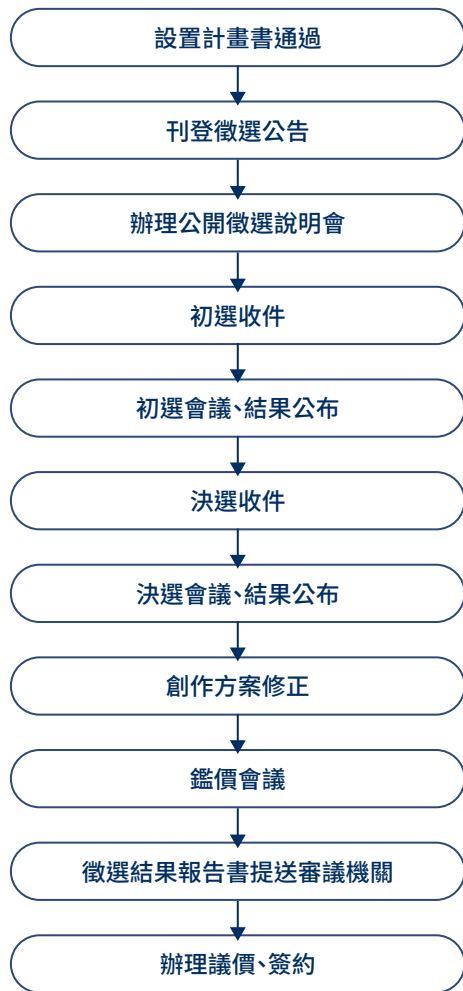 設置計畫書通過
刊登徵選公告
辦理公開徵選說明會
初選收件
初選會議、結果公布
決選收件
決選會議、結果公布
創作方案修正
鑑價會議
徵選結果報告書提送審議機關
辦理議價、簽約